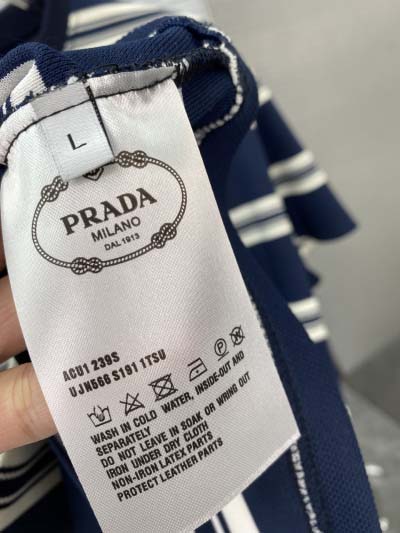 L
PRADA
MILANO
DAL 1913
ACU1 239S
UJN566 S191 1TSU
WASH IN COLD WATER, INSIDE-OUT AND
SEPARATELY
DO NOT LEAVE IN SOAK OR WRING
IRON UNDER DRY CLOTH
NON-IRON LATEX PARTS
PROTECT LEATHER PARTS